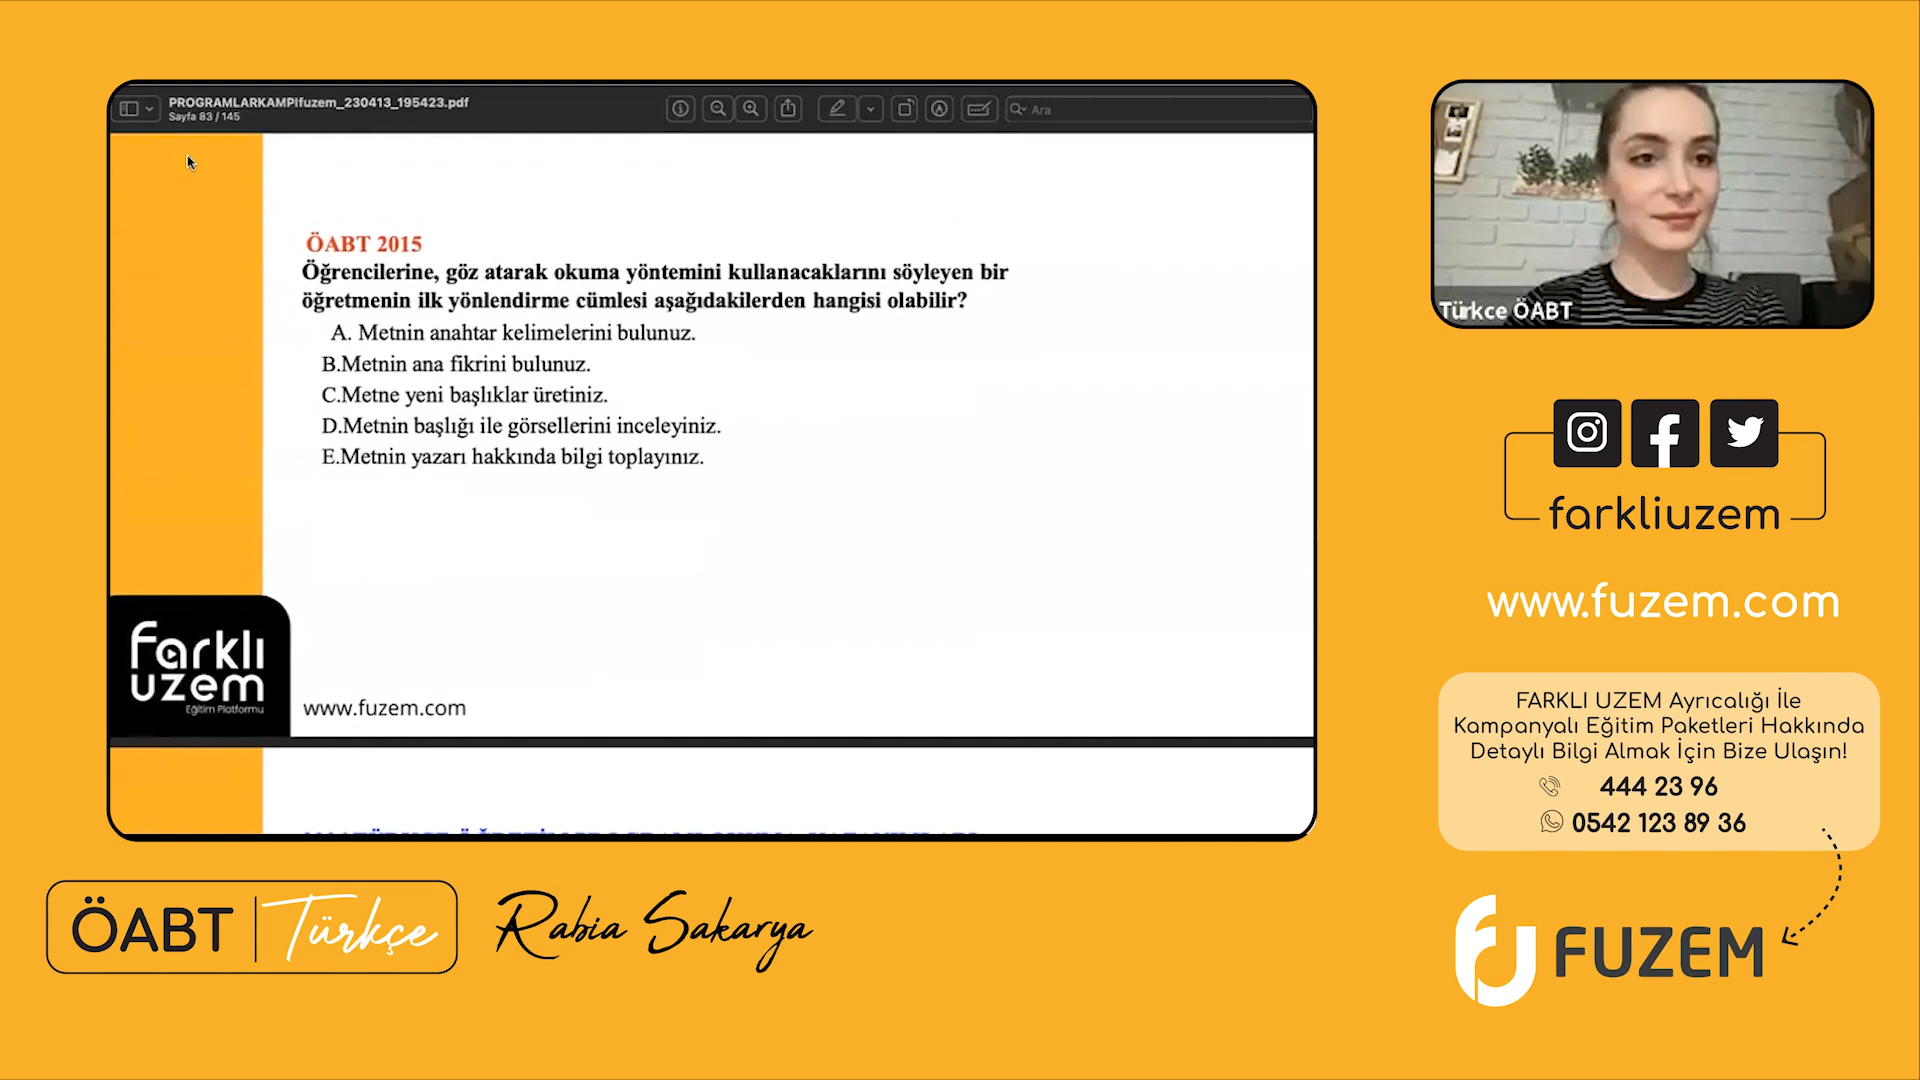 PROGRAMLARKAMPIfuzem_230413_195423.pdf
Sayfa 83 / 145
Ara
ÖABT 2015
Öğrencilerine, göz atarak okuma yöntemini kullanacaklarını söyleyen bir
öğretmenin ilk yönlendirme cümlesi aşağıdakilerden hangisi olabilir?
A. Metnin anahtar kelimelerini bulunuz.
B.Metnin ana fikrini bulunuz.
C.Metne yeni başlıklar üretiniz.
D.Metnin başlığı ile görsellerini inceleyiniz.
E.Metnin yazarı hakkında bilgi toplayınız.
farklı
uzem
Eğitim Platformu
www.fuzem.com
Türkce ÖABT
farkliuzem
www.fuzem.com
FARKLI UZEM Ayrıcalığı İle
Kampanyalı Eğitim Paketleri Hakkında
Detaylı Bilgi Almak İçin Bize Ulaşın!
444 23 96
0542 123 89 36
FUZEM
ÖABT Türkçe
Rabia Sakarya